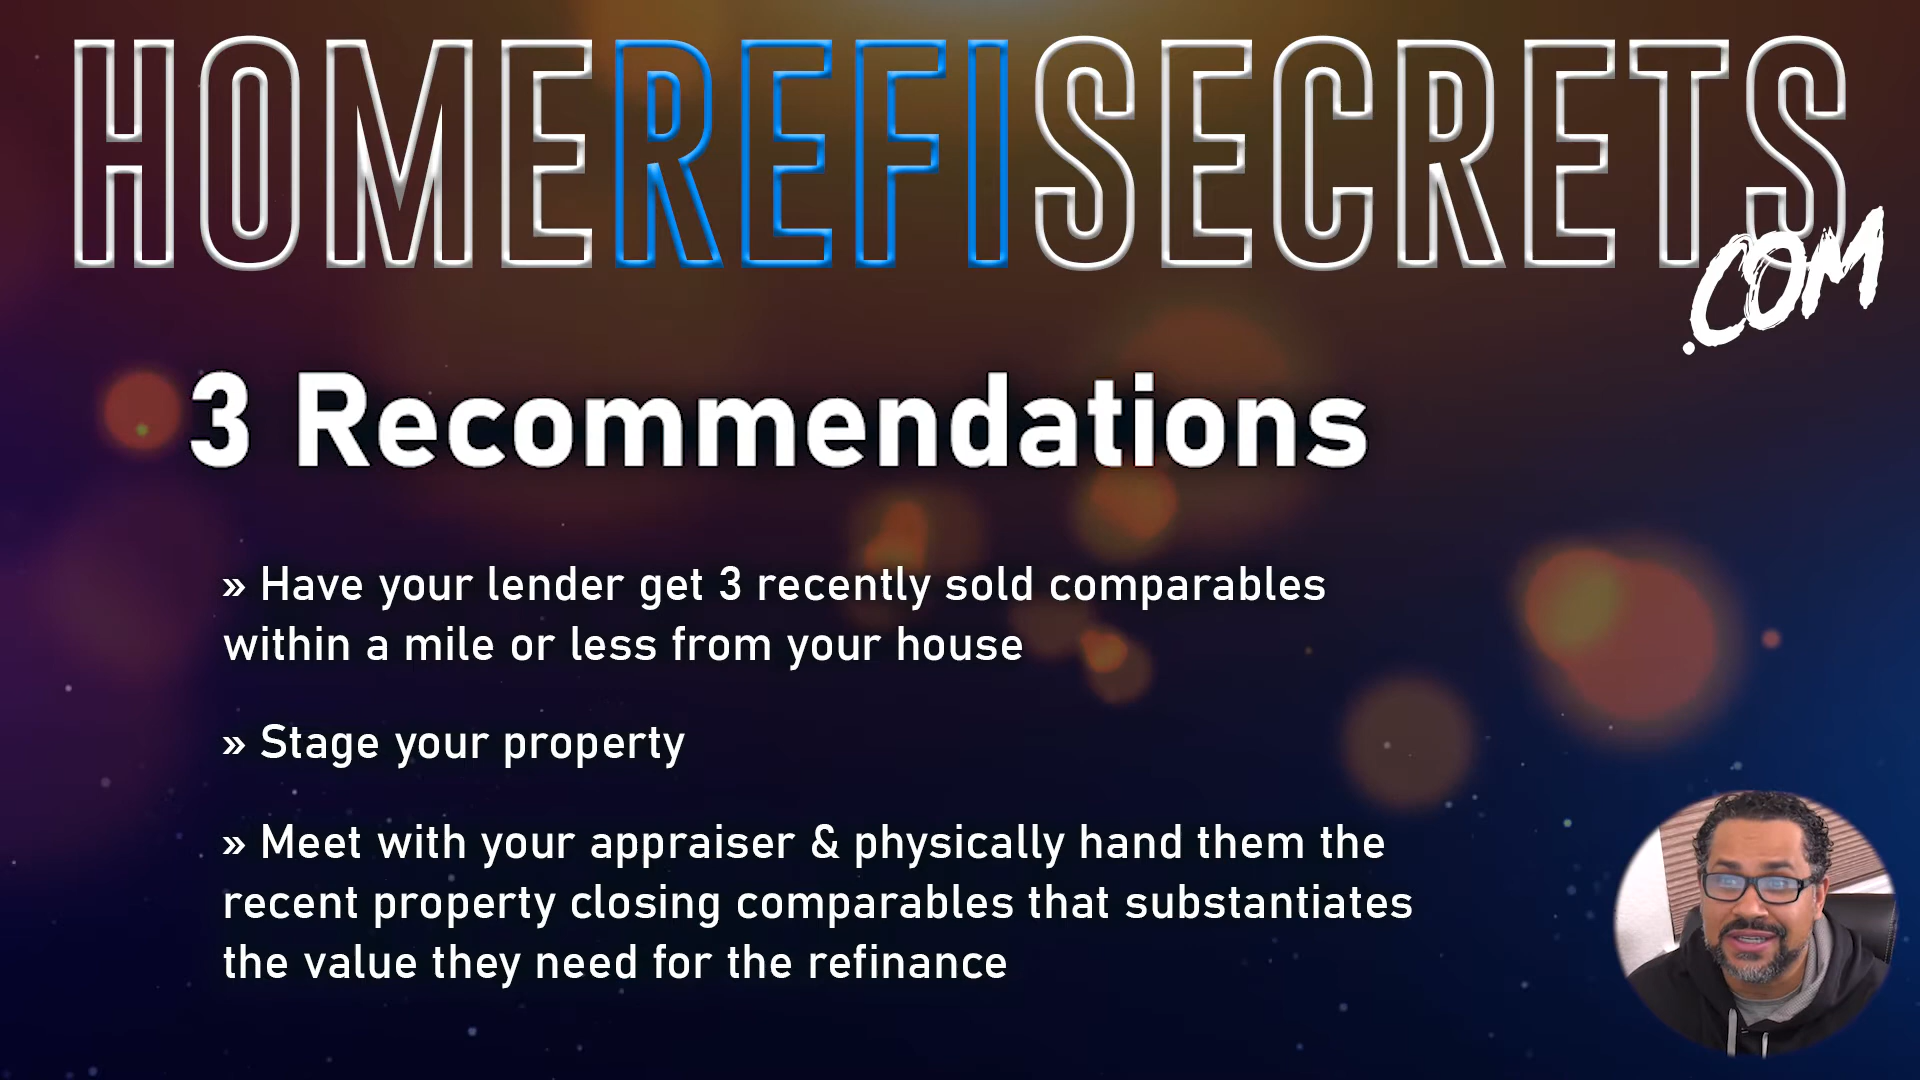 HOMEREFISECRETS
.COM
3 Recommendations
» Have your lender get 3 recently sold comparables
within a mile or less from your house
» Stage your property
» Meet with your appraiser & physically hand them the
recent property closing comparables that substantiates
the value they need for the refinance